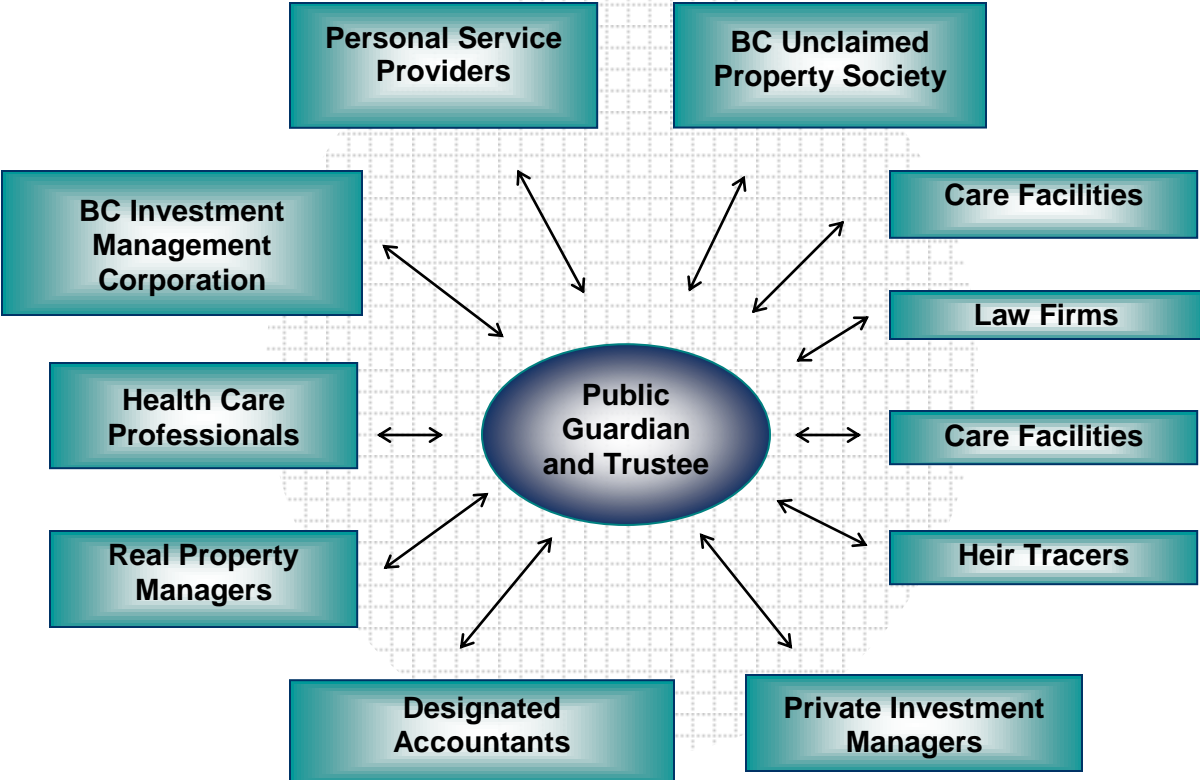 Personal Service
Providers
BC Unclaimed
Property Society
BC Investment
Management
Corporation
Care Facilities
Law Firms
Health Care
Professionals
Public
Guardian
and Trustee
Care Facilities
Real Property
Managers
Heir Tracers
Designated
Accountants
Private Investment
Managers